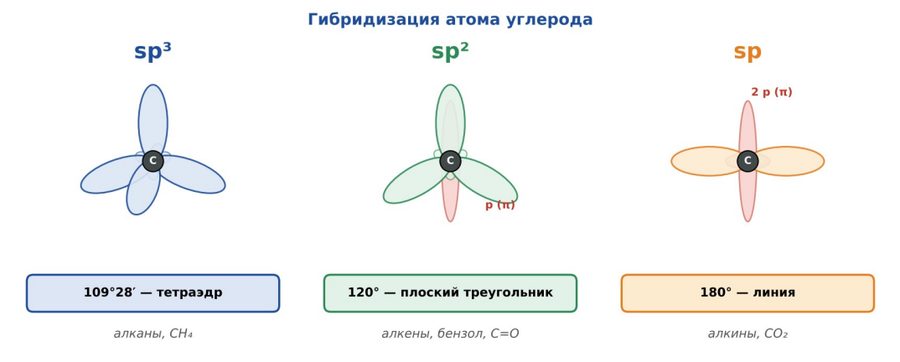 Гибридизация атома углерода
sp³
sp²
sp
2 p (π)
C
C
C
p (π)
109°28′ — тетраэдр
120° — плоский треугольник
180° — линия
алканы, CH₄
алкены, бензол, C=O
алкины, CO₂